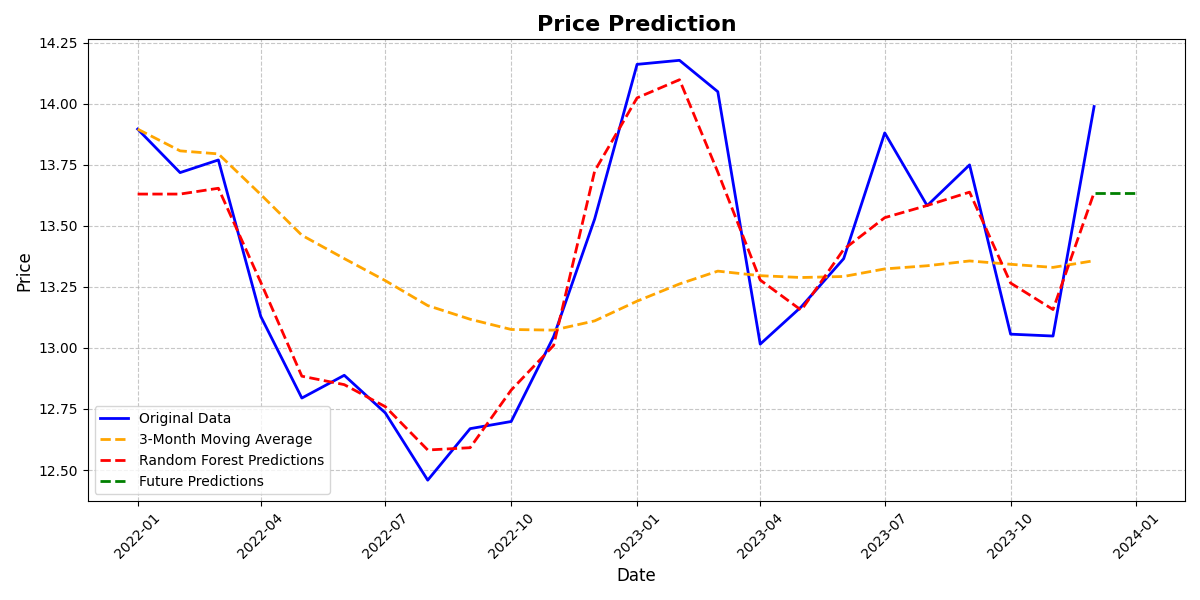 Price Prediction
14.25
14.00
13.75
13.50
13.25
13.00
12.75
12.50
Price
Original Data
3-Month Moving Average
Random Forest Predictions
Future Predictions
2022-01
2022-04
2022-07
2022-10
2023-01
2023-04
2023-07
2023-10
2024-01
Date